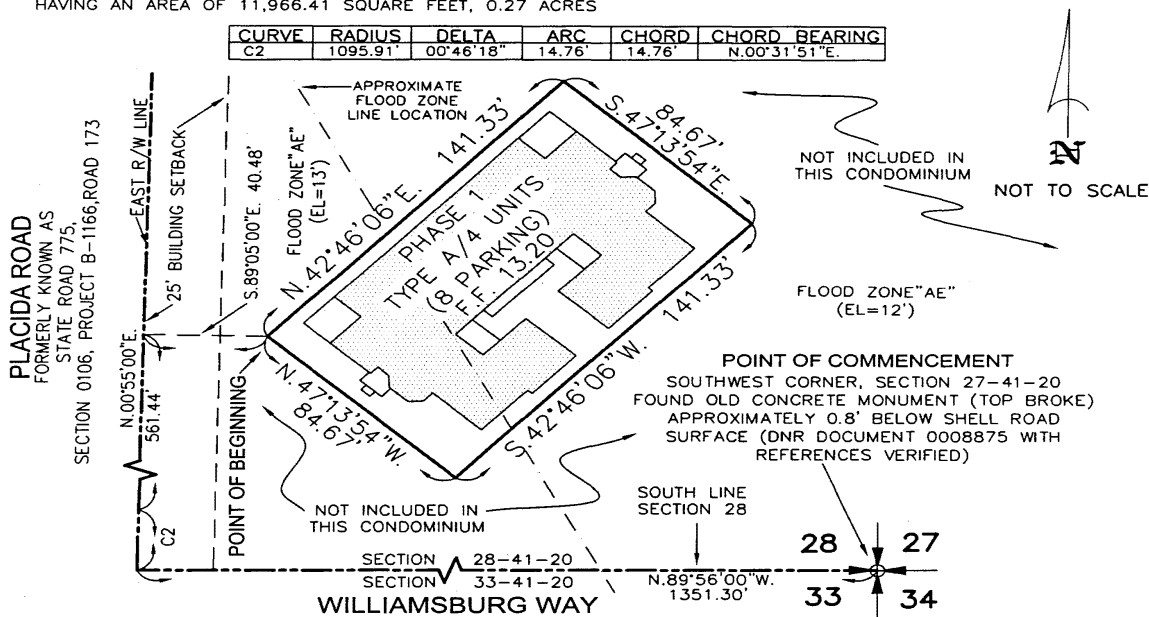 HAVING AN AREA OF 11,966.41 SQUARE FEET, 0.27 ACRES
CURVE RADIUS DELTA ARC CHORD CHORD BEARING
C2 1095.91' 00°46'18" 14.76' 14.76' N.00°31'51"E.
APPROXIMATE
FLOOD ZONE
LINE LOCATION
141.33'
N.42°46'06"E.
84.67'
S.47°13'54"E.
NOT INCLUDED IN
THIS CONDOMINIUM
N
NOT TO SCALE
PLACIDA ROAD
FORMERLY KNOWN AS
STATE ROAD 775,
SECTION 0106, PROJECT B-1166,ROAD 173
EAST R/W LINE
25' BUILDING SETBACK
S.89°05'00"E. 40.48'
FLOOD ZONE"AE"
(EL=13')
PHASE 1
TYPE A/4 UNITS
(8 PARKING)
F.F. 13.20
141.33'
S.42°46'06"W.
FLOOD ZONE"AE"
(EL=12')
N.00°55'00"E.
561.44
POINT OF BEGINNING
N.47°13'54"W.
84.67'
POINT OF COMMENCEMENT
SOUTHWEST CORNER, SECTION 27-41-20
FOUND OLD CONCRETE MONUMENT (TOP BROKE)
APPROXIMATELY 0.8' BELOW SHELL ROAD
SURFACE (DNR DOCUMENT 0008875 WITH
REFERENCES VERIFIED)
NOT INCLUDED IN
THIS CONDOMINIUM
SOUTH LINE
SECTION 28
C2
SECTION 28-41-20
SECTION 33-41-20
WILLIAMSBURG WAY
N.89°56'00"W.
1351.30'
28 27
33 34